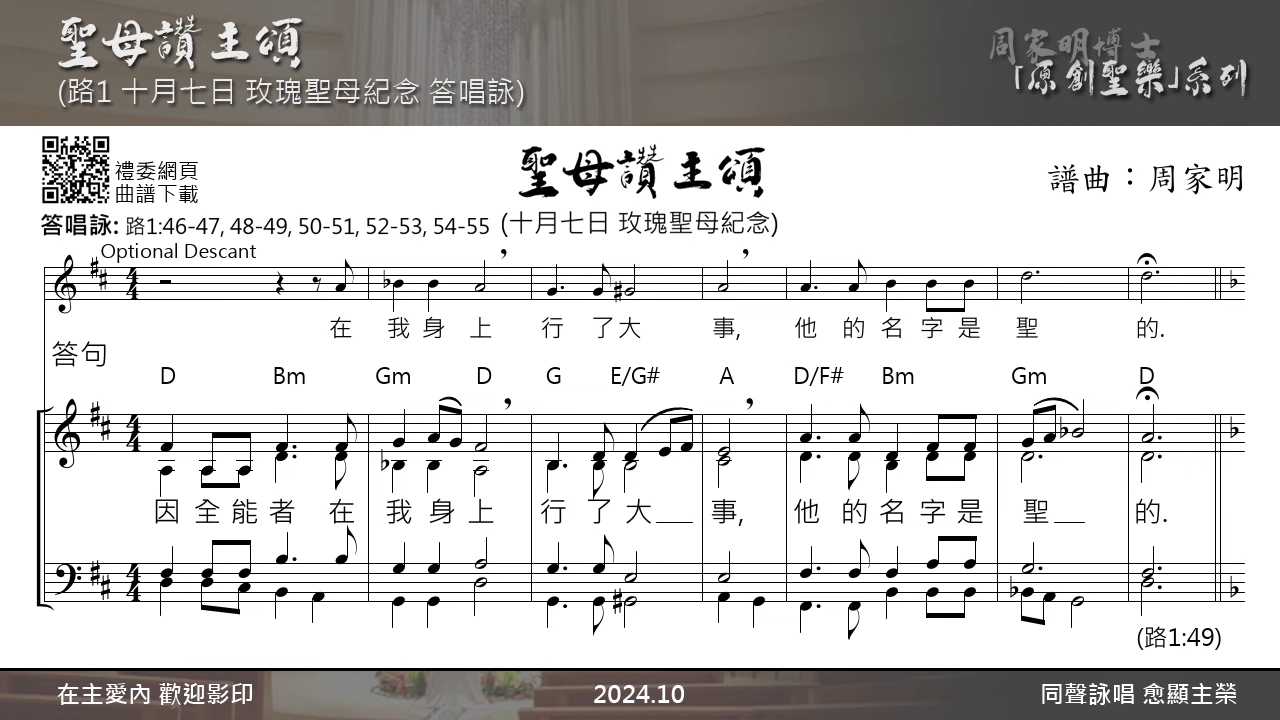 聖母讚主頌
(路1 十月七日 玫瑰聖母紀念 答唱詠)
周家明博士
「原創聖樂」系列
禮委網頁
曲譜下載
聖母讚主頌
譜曲：周家明
答唱詠: 路1:46-47, 48-49, 50-51, 52-53, 54-55 (十月七日 玫瑰聖母紀念)
Optional Descant
在 我 身 上 行 了 大 事, 他 的 名 字 是 聖 的.
答句
D Bm Gm D G E/G# A D/F# Bm Gm D
因 全 能 者 在 我 身 上 行 了 大__ 事, 他 的 名 字 是 聖__ 的.
(路1:49)
在主愛內 歡迎影印
2024.10
同聲詠唱 愈顯主榮